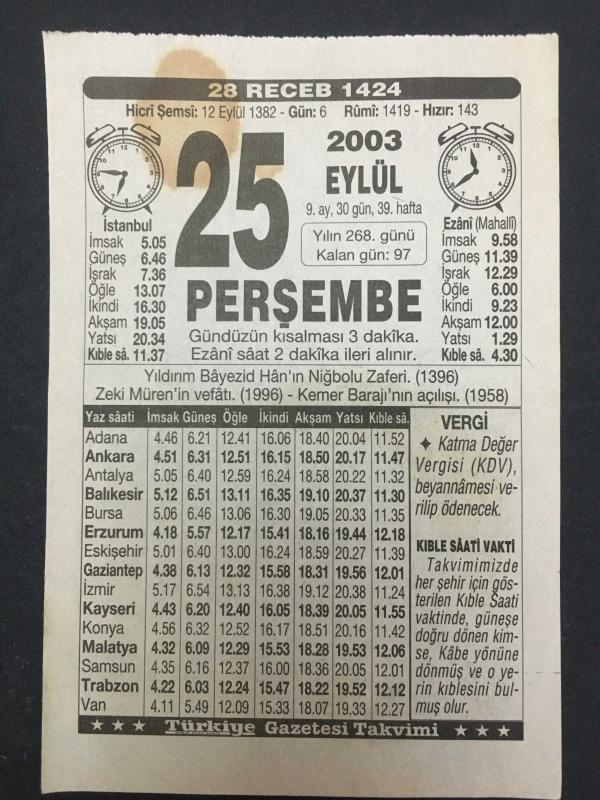 28 RECEB 1424
Hicrî Şemsî: 12 Eylül 1382 - Gün: 6 Rûmî: 1419 - Hızır: 143
25
2003
EYLÜL
9. ay, 30 gün, 39. hafta
Yılın 268. günü
Kalan gün: 97
PERŞEMBE
İstanbul
İmsak 5.05
Güneş 6.46
İşrak 7.36
Öğle 13.07
İkindi 16.30
Akşam 19.05
Yatsı 20.34
Kıble sâ. 11.37
Ezânî (Mahallî)
İmsak 9.58
Güneş 11.39
İşrak 12.29
Öğle 6.00
İkindi 9.23
Akşam 12.00
Yatsı 1.29
Kıble sâ. 4.30
Gündüzün kısalması 3 dakîka.
Ezânî sâat 2 dakîka ileri alınır.
Yıldırım Bâyezid Hân'ın Niğbolu Zaferi. (1396)
Zeki Müren'in vefâtı. (1996) - Kemer Barajı'nın açılışı. (1958)
Yaz sâati İmsak Güneş Öğle İkindi Akşam Yatsı Kıble sâ.
Adana 4.46 6.21 12.41 16.06 18.40 20.04 11.52
Ankara 4.51 6.31 12.51 16.15 18.50 20.17 11.47
Antalya 5.05 6.40 12.59 16.24 18.58 20.22 11.32
Balıkesir 5.12 6.51 13.11 16.35 19.10 20.37 11.30
Bursa 5.06 6.46 13.06 16.30 19.05 20.33 11.35
Erzurum 4.18 5.57 12.17 15.41 18.16 19.44 12.18
Eskişehir 5.01 6.40 13.00 16.24 18.59 20.27 11.39
Gaziantep 4.38 6.13 12.32 15.58 18.31 19.56 12.01
İzmir 5.17 6.54 13.13 16.38 19.12 20.38 11.24
Kayseri 4.43 6.20 12.40 16.05 18.39 20.05 11.55
Konya 4.56 6.32 12.52 16.17 18.51 20.16 11.42
Malatya 4.32 6.09 12.29 15.53 18.28 19.53 12.06
Samsun 4.35 6.16 12.37 16.00 18.36 20.05 12.01
Trabzon 4.22 6.03 12.24 15.47 18.22 19.52 12.12
Van 4.11 5.49 12.09 15.33 18.07 19.33 12.27
VERGİ
✦ Katma Değer
Vergisi (KDV),
beyannâmesi ve-
rilip ödenecek.
KIBLE SÂATİ VAKTİ
Takvimimizde
her şehir için gös-
terilen Kıble Saati
vaktinde, güneşe
doğru dönen kim-
se, Kâbe yönüne
dönmüş ve o ye-
rin kıblesini bul-
muş olur.
★ ★ ★ Türkiye Gazetesi Takvimi ★ ★ ★